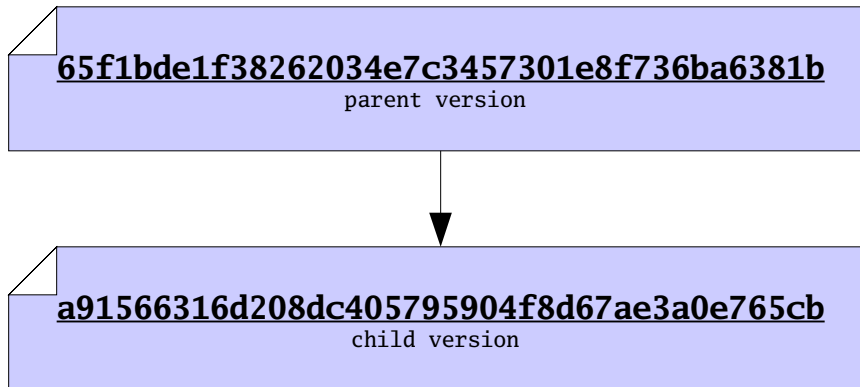 65f1bde1f38262034e7c3457301e8f736ba6381b
parent version
a91566316d208dc405795904f8d67ae3a0e765cb
child version